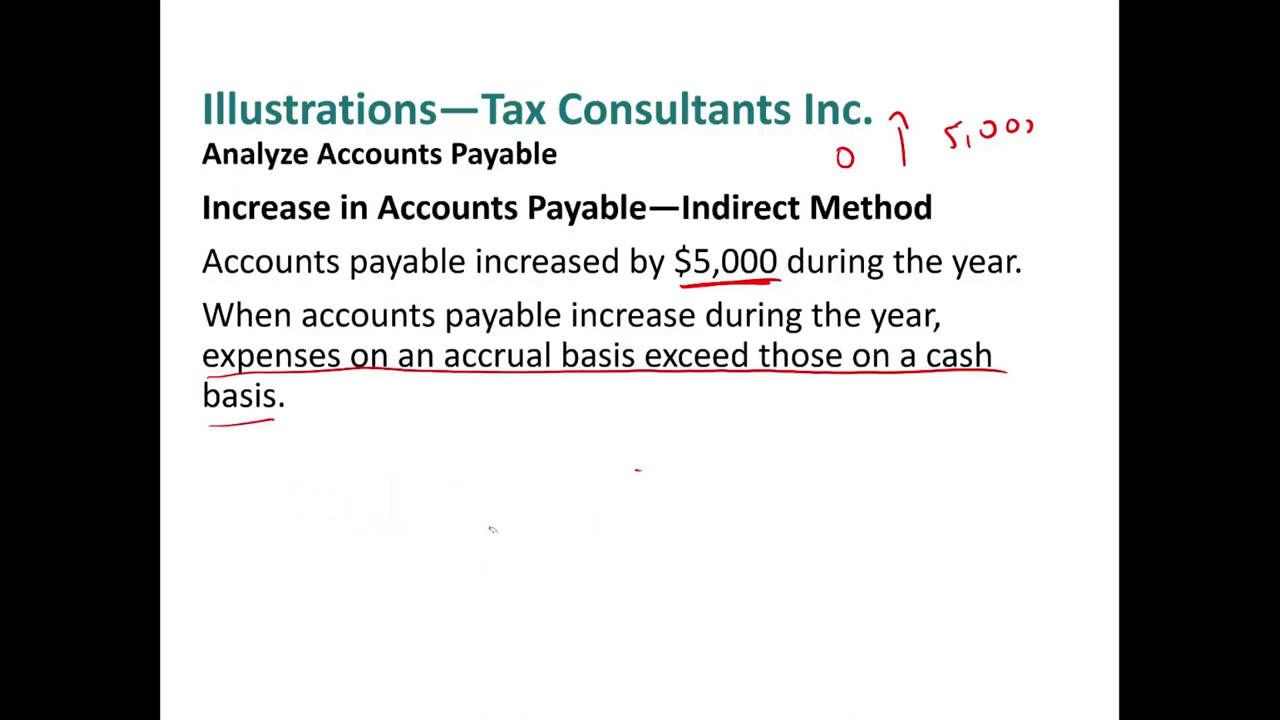 Illustrations—Tax Consultants Inc.
0 ↑ 5,000
Analyze Accounts Payable
Increase in Accounts Payable—Indirect Method
Accounts payable increased by $5,000 during the year.
When accounts payable increase during the year,
expenses on an accrual basis exceed those on a cash
basis.